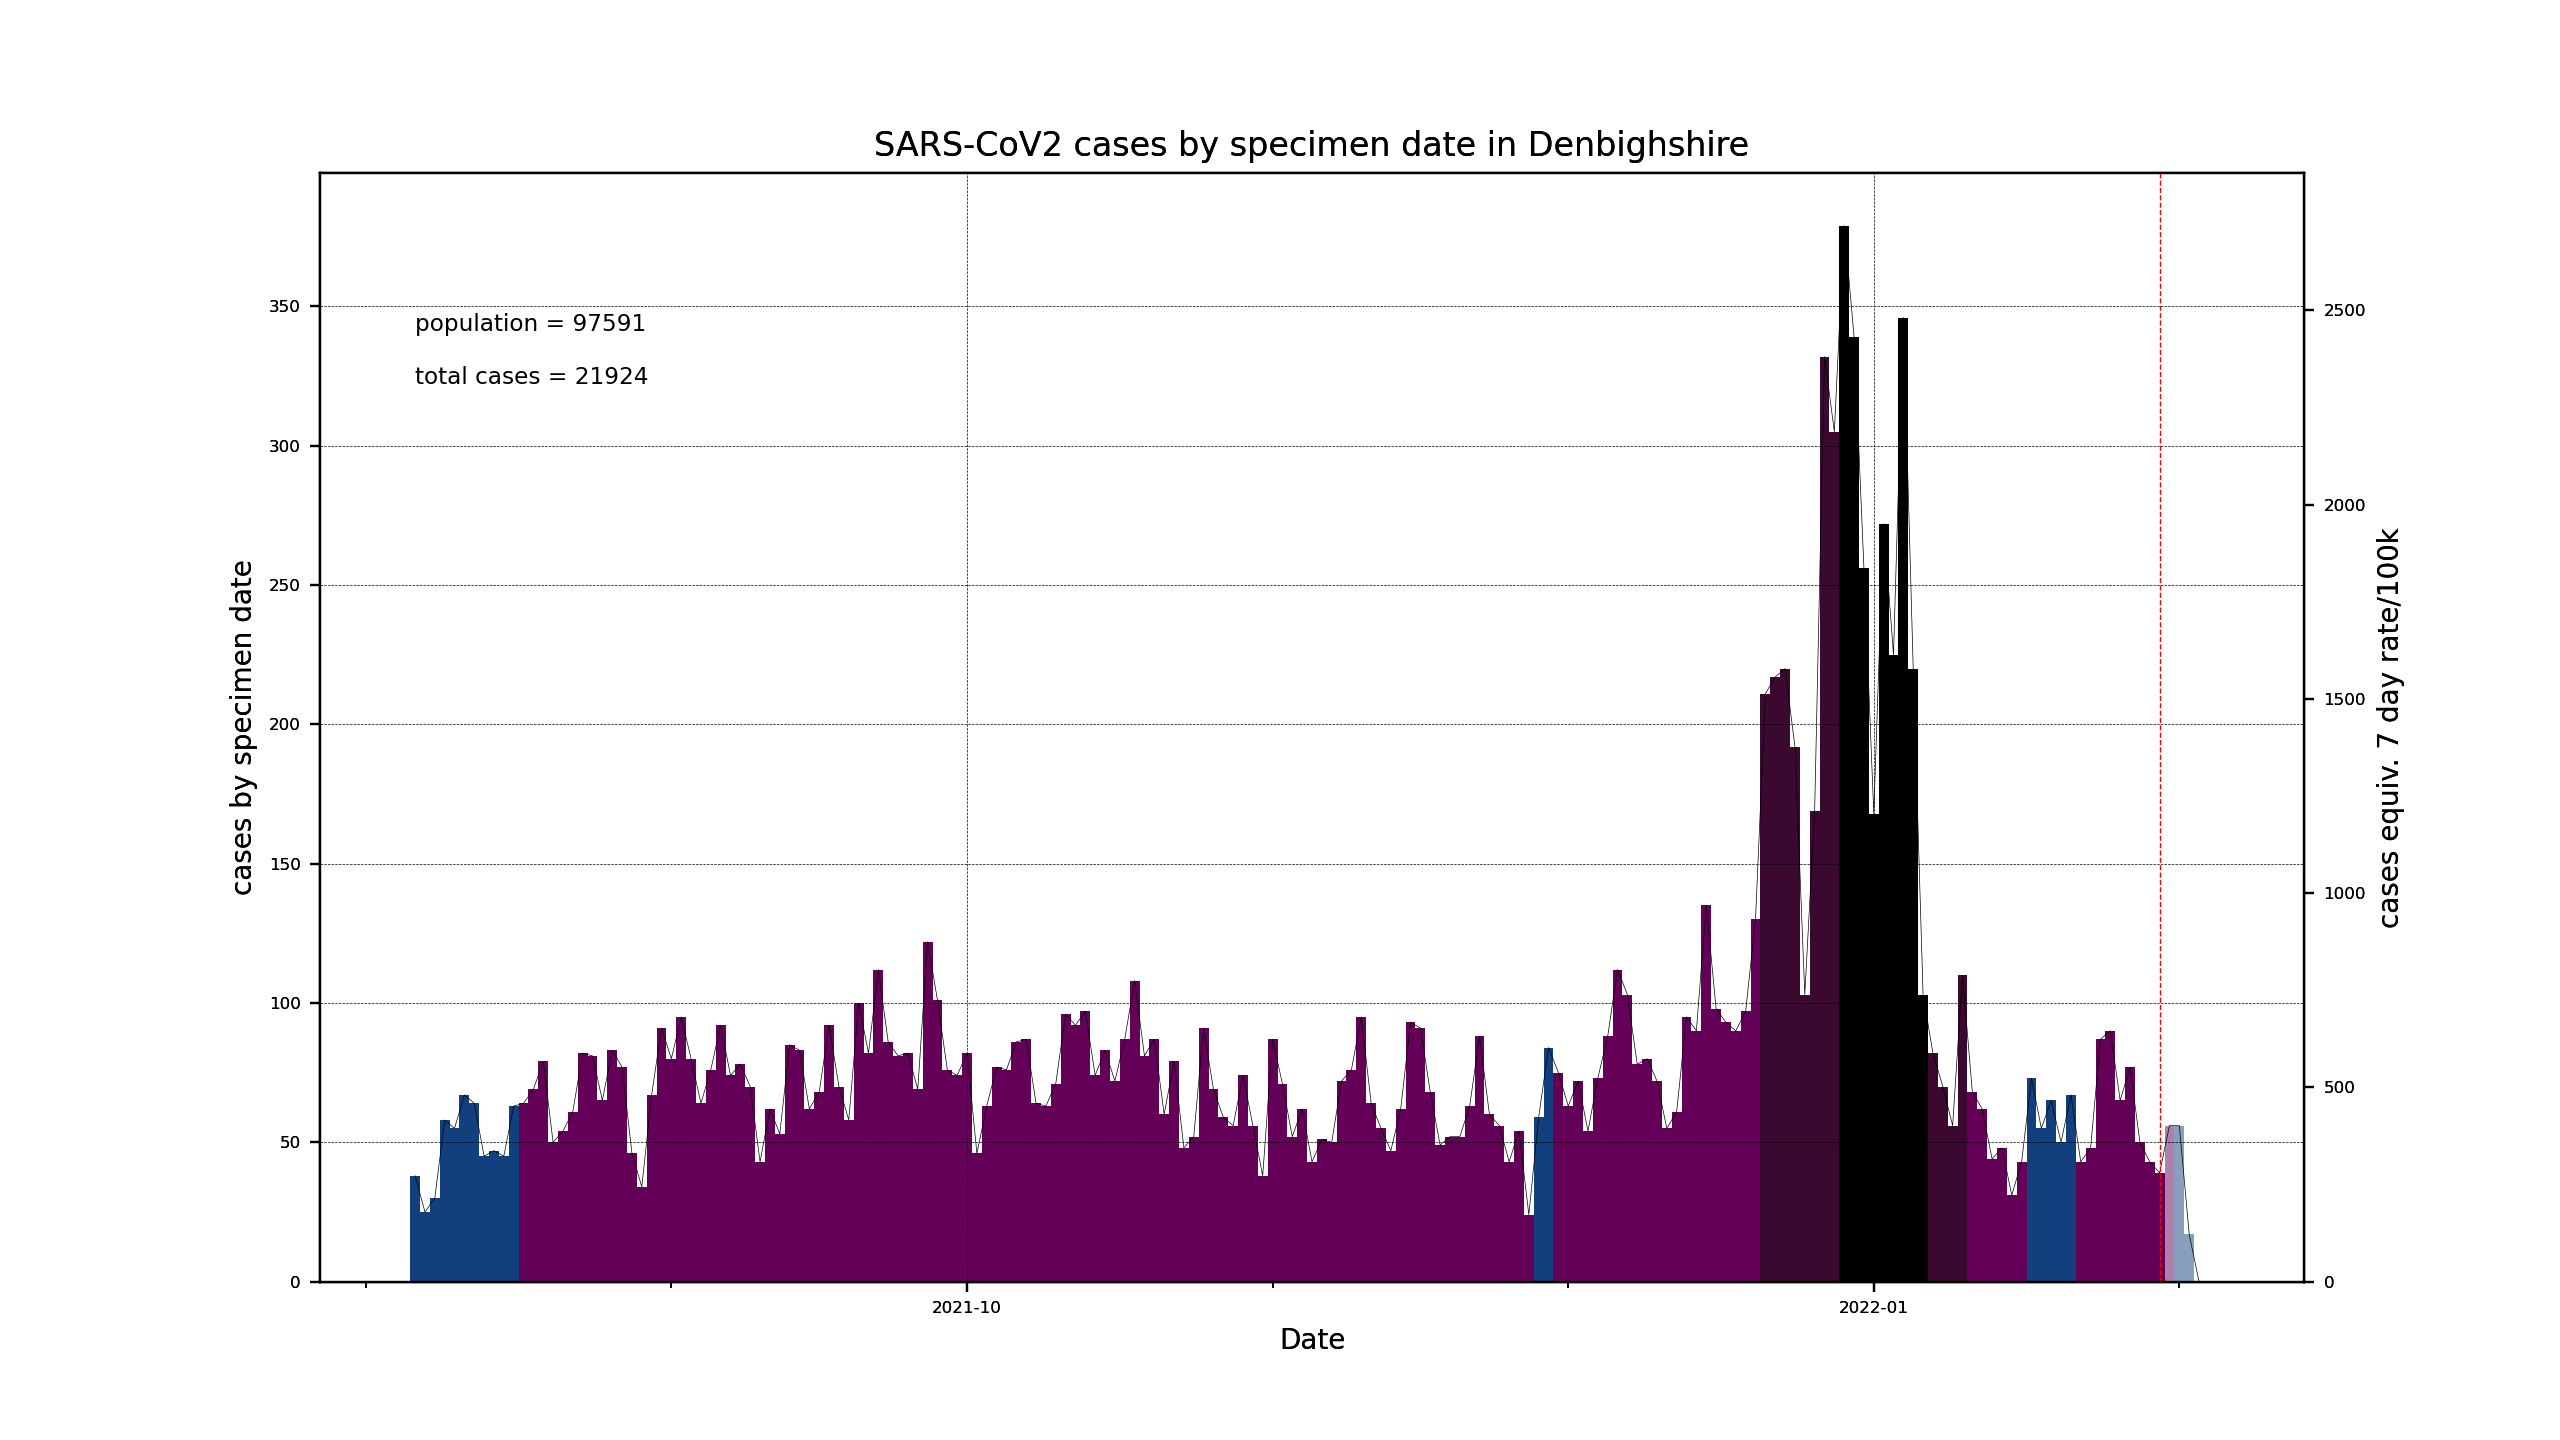 SARS-CoV2 cases by specimen date in Denbighshire
population = 97591
total cases = 21924
cases by specimen date
350
300
250
200
150
100
50
0
2500
2000
1500
1000
500
0
cases equiv. 7 day rate/100k
2021-10
2022-01
Date